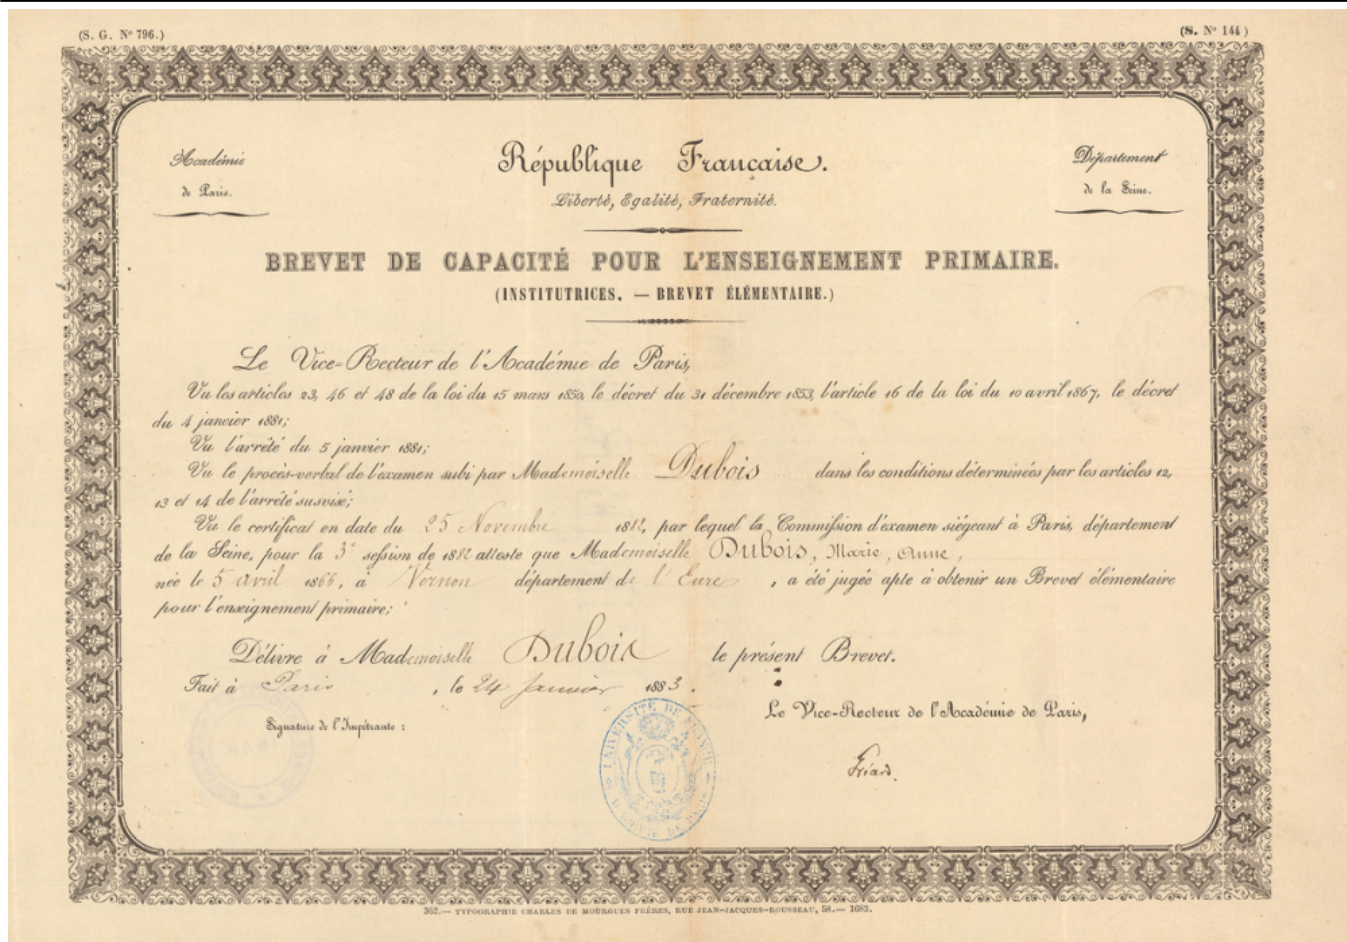 (S. G. Nº 796.)
(S. Nº 144)
Académie
de Paris.
République Française.
Liberté, Egalité, Fraternité.
Département
de la Seine.
BREVET DE CAPACITÉ POUR L'ENSEIGNEMENT PRIMAIRE.
(INSTITUTRICES. — BREVET ÉLÉMENTAIRE.)
Le Vice-Recteur de l'Académie de Paris,
Vu les articles 23, 46 et 48 de la loi du 15 mars 1850, le décret du 31 décembre 1853, l'article 16 de la loi du 10 avril 1867, le décret
du 4 janvier 1881;
Vu l'arrêté du 5 janvier 1881;
Vu le procès-verbal de l'examen subi par Mademoiselle Dubois dans les conditions déterminées par les articles 12,
13 et 14 de l'arrêté susvisé;
Vu le certificat en date du 25 Novembre 1882, par lequel la Commission d'examen siégeant à Paris, département
de la Seine, pour la 3e session de 1882 atteste que Mademoiselle Dubois, Marie, Anne,
née le 5 avril 1866, à Vernon département de l'Eure, a été jugée apte à obtenir un Brevet élémentaire
pour l'enseignement primaire;
Délivre à Mademoiselle Dubois le présent Brevet.
Fait à Paris, le 24 Janvier 1883.
Signature de l'Impétrante :
Le Vice-Recteur de l'Académie de Paris,
UNIVERSITÉ DE FRANCE
ACADÉMIE DE PARIS
362.— TYPOGRAPHIE CHARLES DE MOURGUES FRÈRES, RUE JEAN-JACQUES-ROUSSEAU, 58.— 1683.